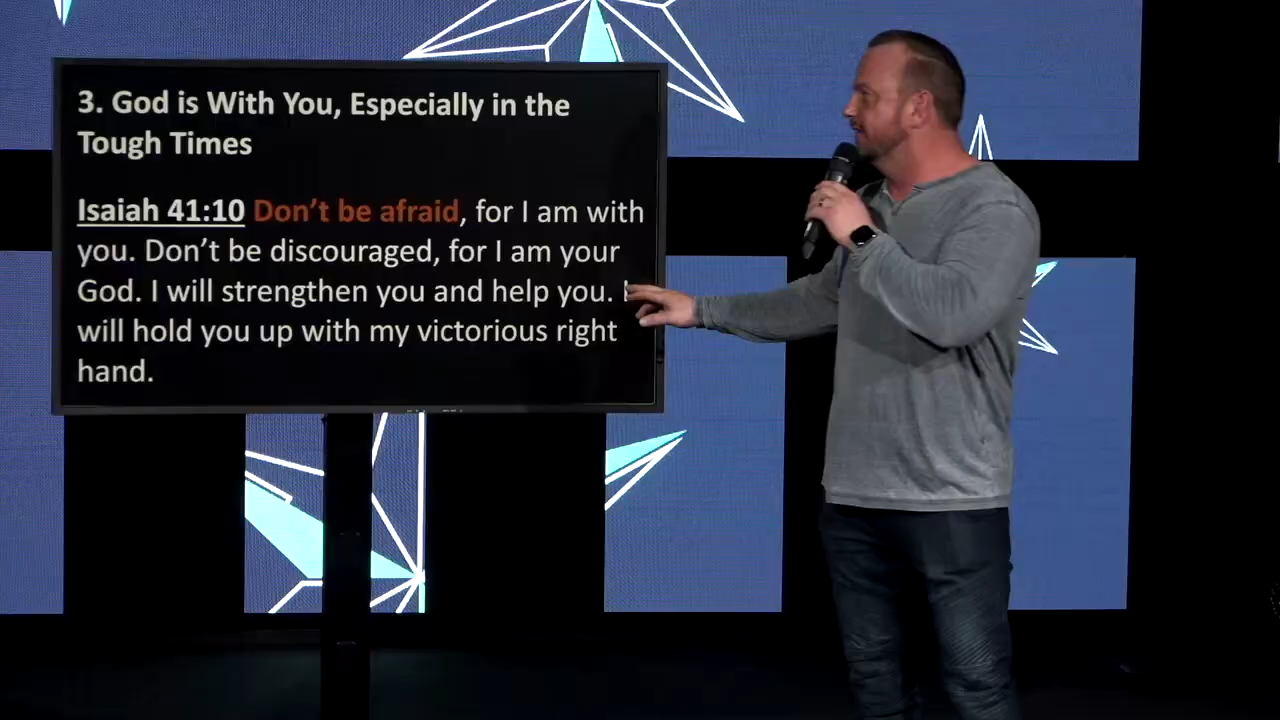 3. God is With You, Especially in the
Tough Times
Isaiah 41:10 Don’t be afraid, for I am with
you. Don’t be discouraged, for I am your
God. I will strengthen you and help you. I
will hold you up with my victorious right
hand.